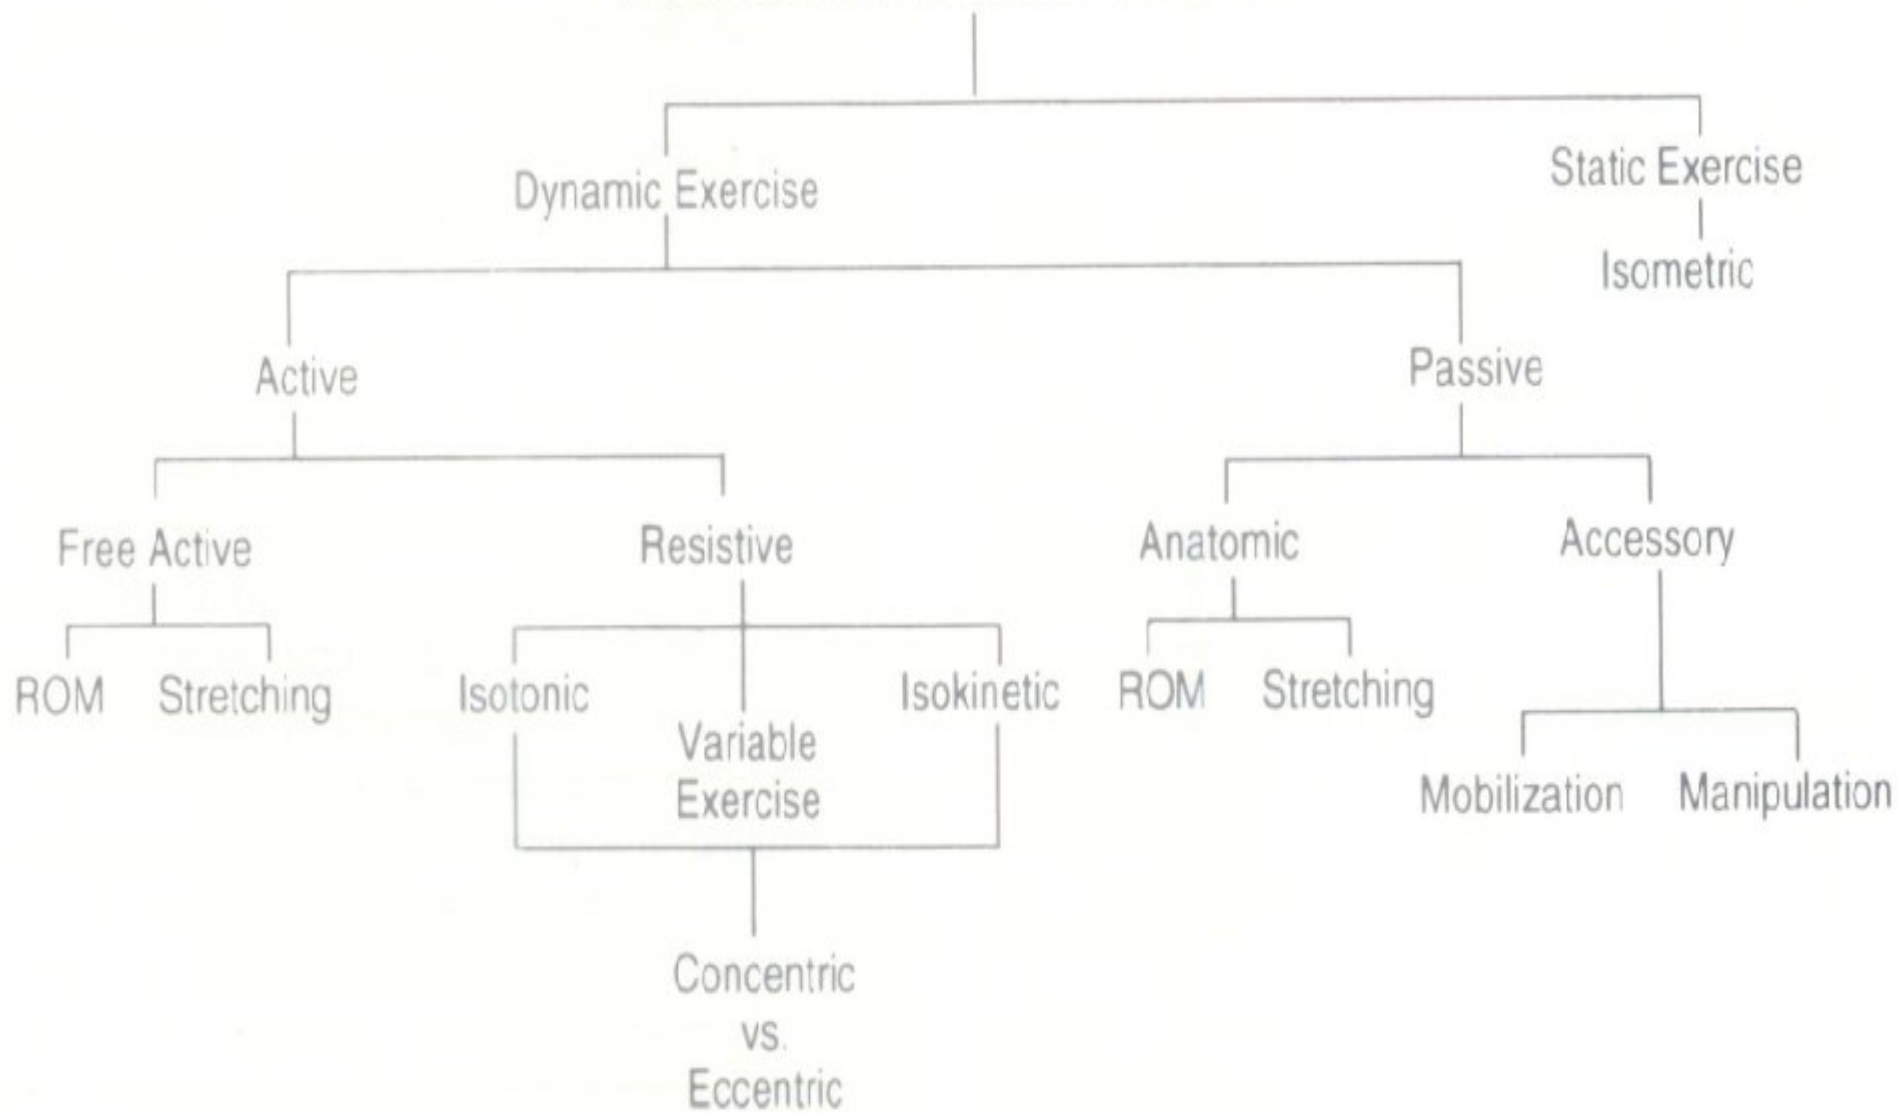 Dynamic Exercise
Static Exercise
Isometric
Active
Passive
Free Active
Resistive
Anatomic
Accessory
ROM
Stretching
Isotonic
Variable
Exercise
Isokinetic
ROM
Stretching
Mobilization
Manipulation
Concentric
vs.
Eccentric